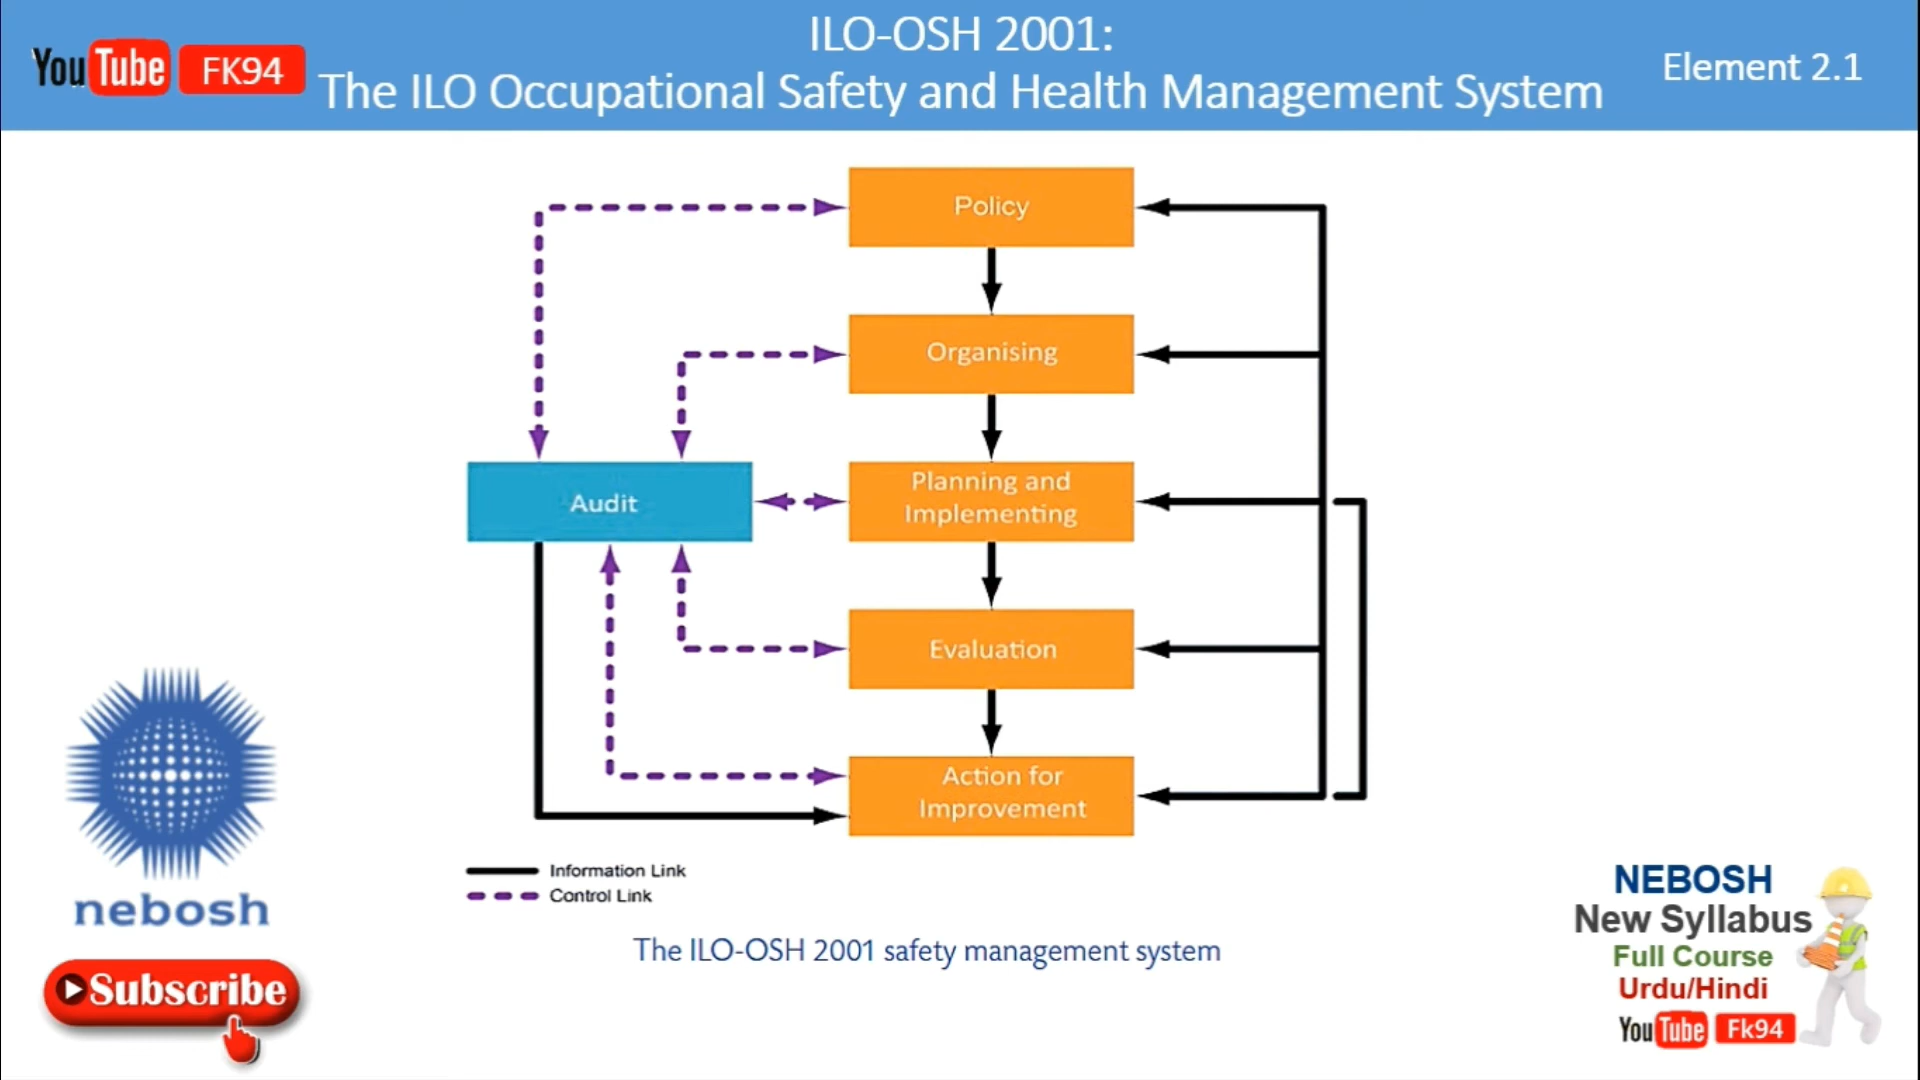 ILO-OSH 2001:
YouTube FK94
The ILO Occupational Safety and Health Management System
Element 2.1
Policy
Organising
Audit
Planning and
Implementing
Evaluation
Action for
Improvement
Information Link
Control Link
The ILO-OSH 2001 safety management system
nebosh
Subscribe
NEBOSH
New Syllabus
Full Course
Urdu/Hindi
YouTube Fk94